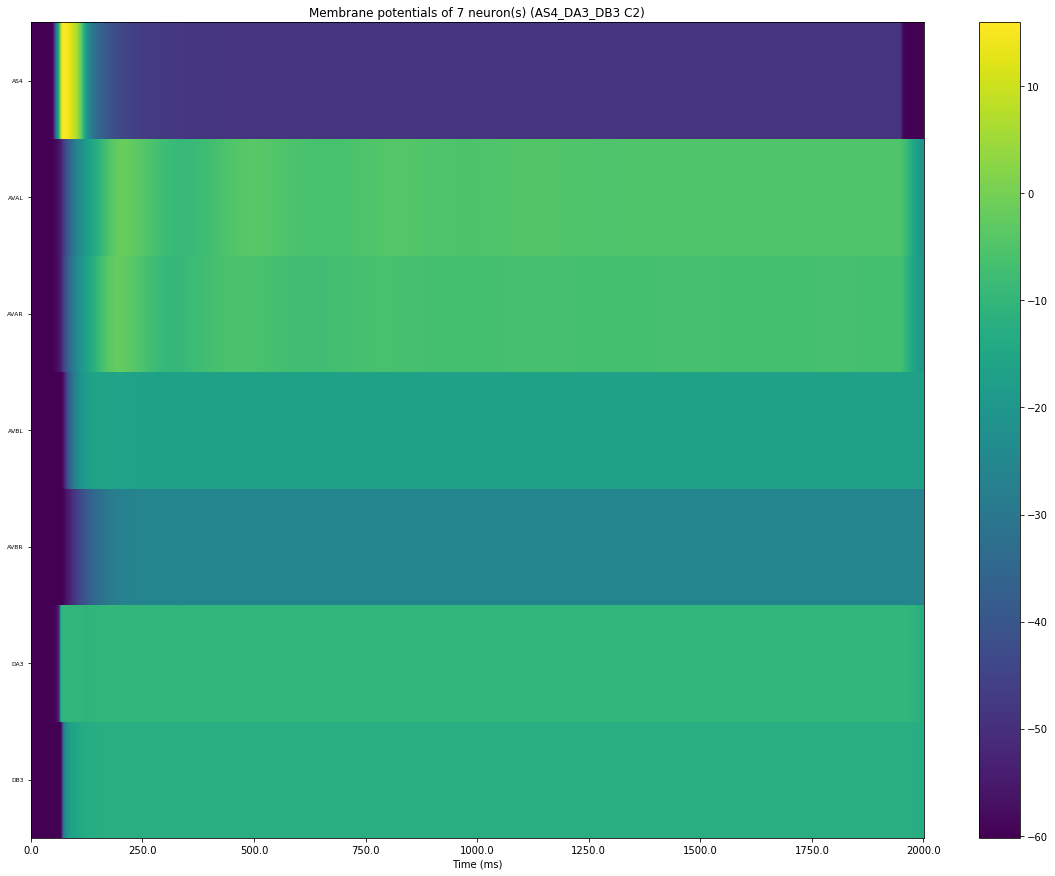 Membrane potentials of 7 neuron(s) (AS4_DA3_DB3 C2)
AS4
AVAL
AVAR
AVBL
AVBR
DA3
DB3
0.0 250.0 500.0 750.0 1000.0 1250.0 1500.0 1750.0 2000.0
Time (ms)
10
0
−10
−20
−30
−40
−50
−60